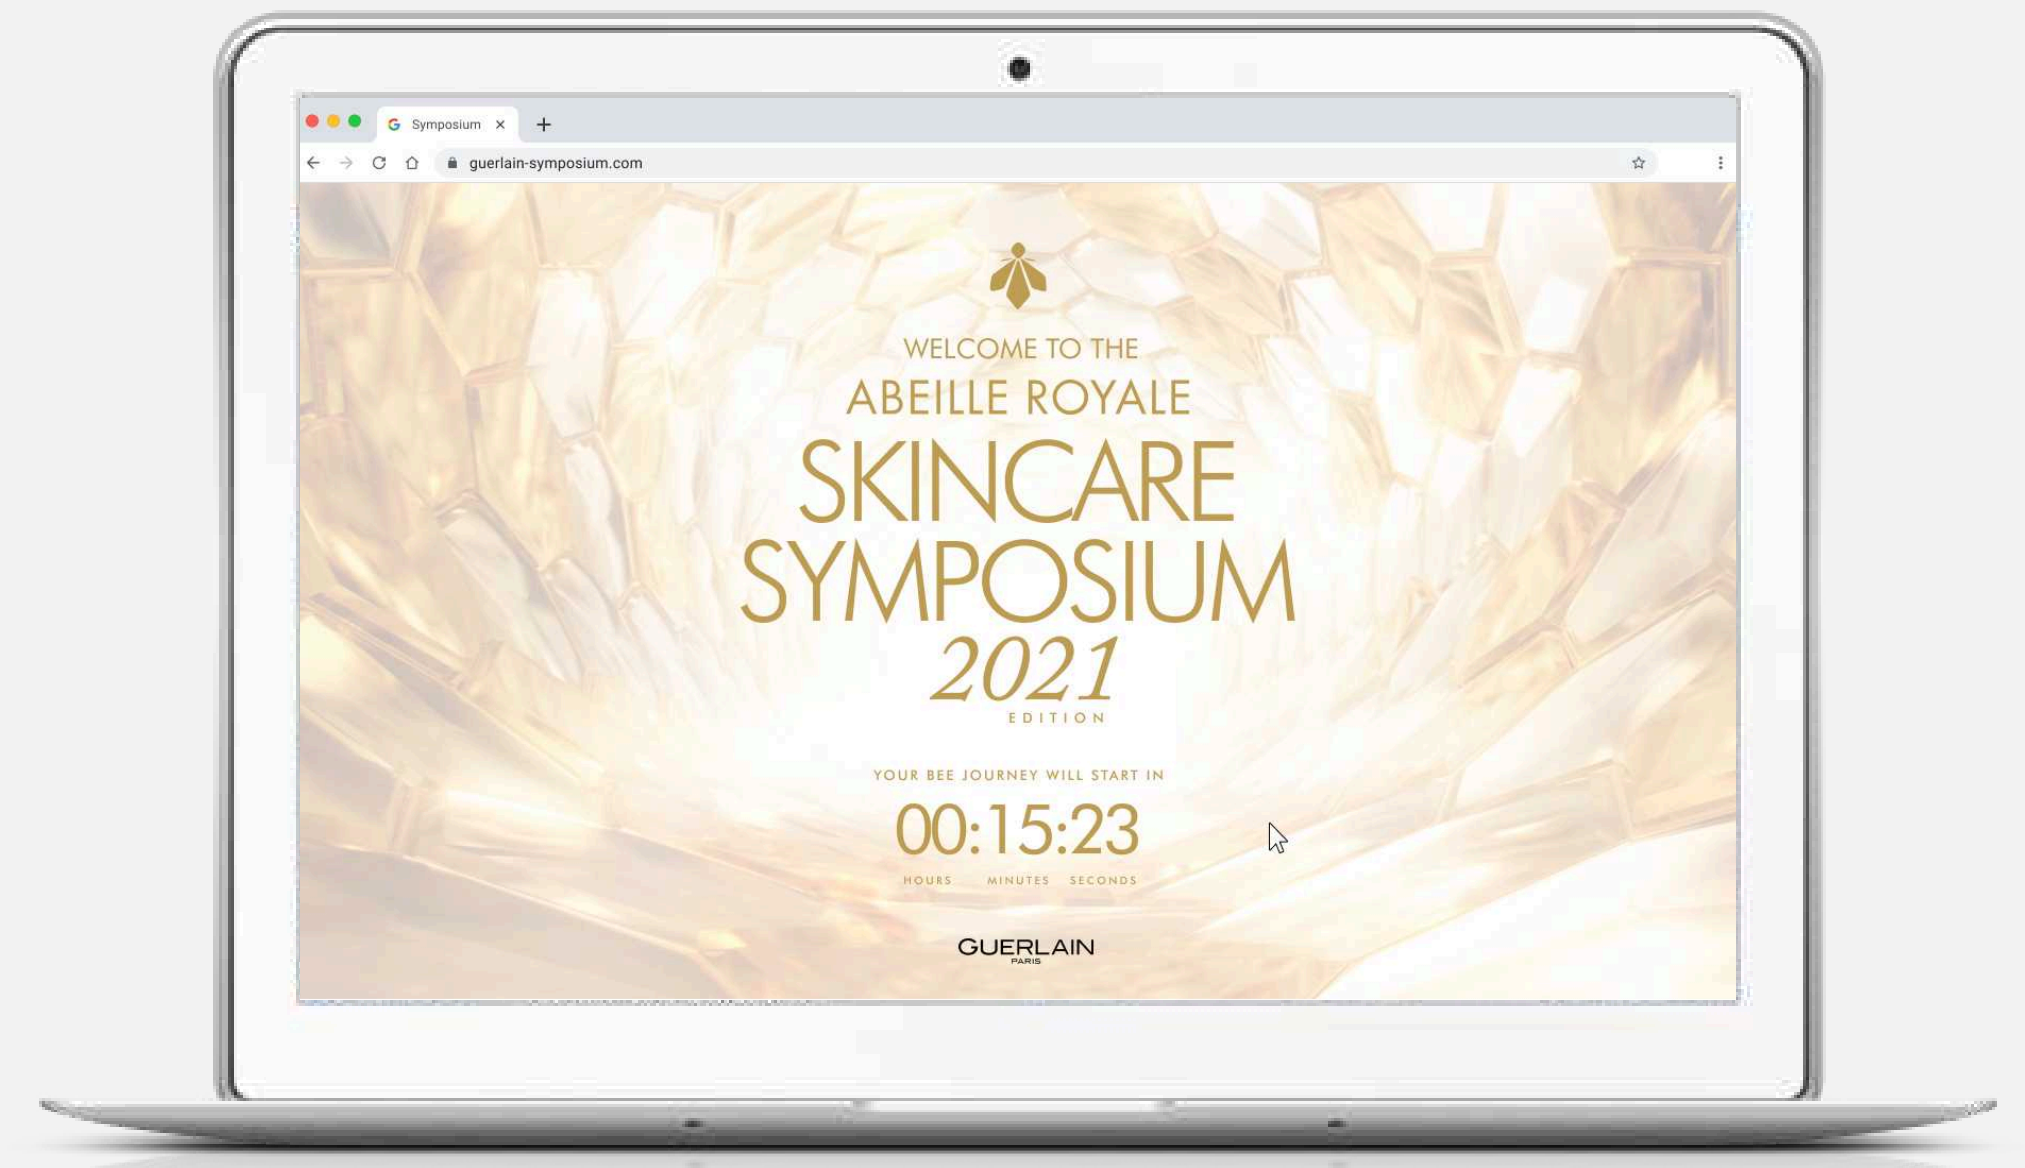 Symposium
guerlain-symposium.com
WELCOME TO THE
ABEILLE ROYALE
SKINCARE
SYMPOSIUM
2021
EDITION
YOUR BEE JOURNEY WILL START IN
00:15:23
HOURS MINUTES SECONDS
GUERLAIN
PARIS